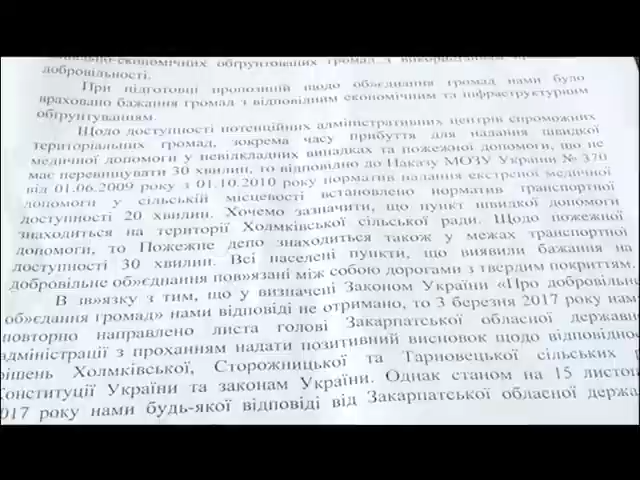 економічних обґрунтованих громад з
добровільності.
При підготовці пропозицій щодо об»єднання громад нами було
враховано бажання громад з відповідним економічним та інфраструктурним
обґрунтуванням.
Щодо доступності потенційних адміністративних центрів спроможних
територіальних громад, зокрема часу прибуття для надання швидкої
медичної допомоги у невідкладних випадках та пожежної допомоги, що не
має перевищувати 30 хвилин, то відповідно до Наказу МОЗУ України № 370
від 01.06.2009 року з 01.10.2010 року норматив надання екстреної медичної
допомоги у сільській місцевості встановлено норматив транспортної
доступності 20 хвилин. Хочемо зазначити, що пункт швидкої допомоги
знаходиться на території Холмківської сільської ради. Щодо пожежної
допомоги, то Пожежне депо знаходиться також у межах транспортної
доступності 30 хвилин. Всі населені пункти, що виявили бажання на
добровільне об»єднання пов»язані між собою дорогами з твердим покриттям.
В зв»язку з тим, що у визначені Законом України «Про добровільне
об»єдання громад» нами відповіді не отримано, то 3 березня 2017 року нам
повторно направлено листа голові Закарпатської обласної державн
адміністрації з проханням надати позитивний висновок щодо відповідно
рішень Холмківської, Сторожницької та Тарновецької сільських р
Конституції України та законам України. Однак станом на 15 листоп
017 року нами будь-якої відповіді від Закарпатської обласної держа